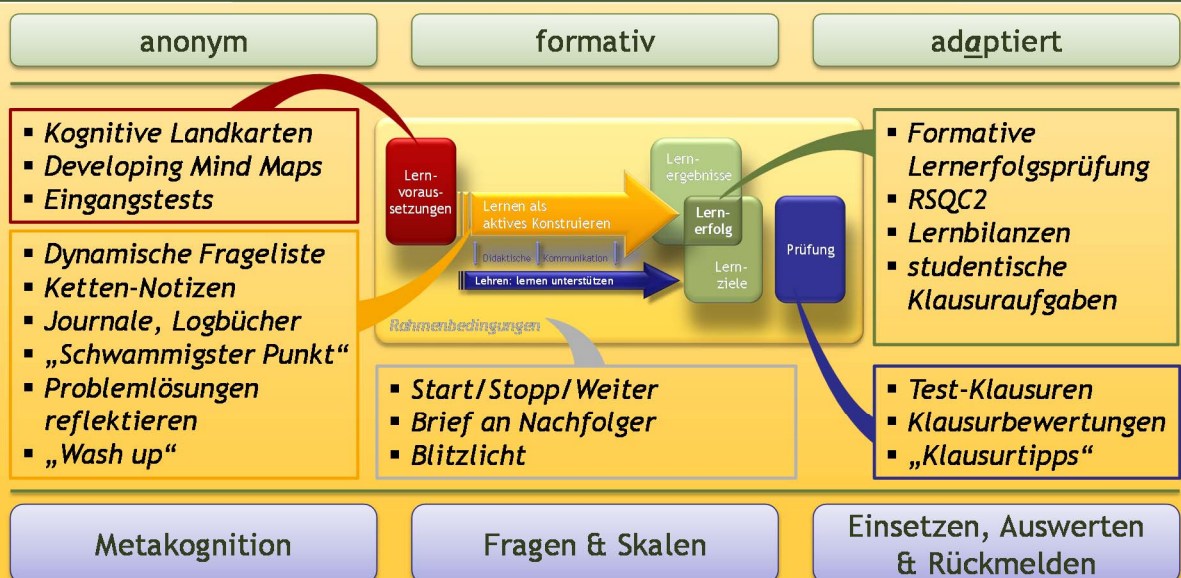 anonym
formativ
adaptiert
▪ Kognitive Landkarten
▪ Developing Mind Maps
▪ Eingangstests
▪ Dynamische Frageliste
▪ Ketten-Notizen
▪ Journale, Logbücher
▪ „Schwammigster Punkt“
▪ Problemlösungen
reflektieren
▪ „Wash up“
Lern-
voraus-
setzungen
Lernen als
aktives Konstruieren
Didaktische
Kommunikation
Lehren: lernen unterstützen
Rahmenbedingungen
Lern-
ergebnisse
Lern-
erfolg
Lern-
ziele
Prüfung
▪ Start/Stopp/Weiter
▪ Brief an Nachfolger
▪ Blitzlicht
▪ Formative
Lernerfolgsprüfung
▪ RSQC2
▪ Lernbilanzen
▪ studentische
Klausuraufgaben
▪ Test-Klausuren
▪ Klausurbewertungen
▪ „Klausurtipps“
Metakognition
Fragen & Skalen
Einsetzen, Auswerten
& Rückmelden